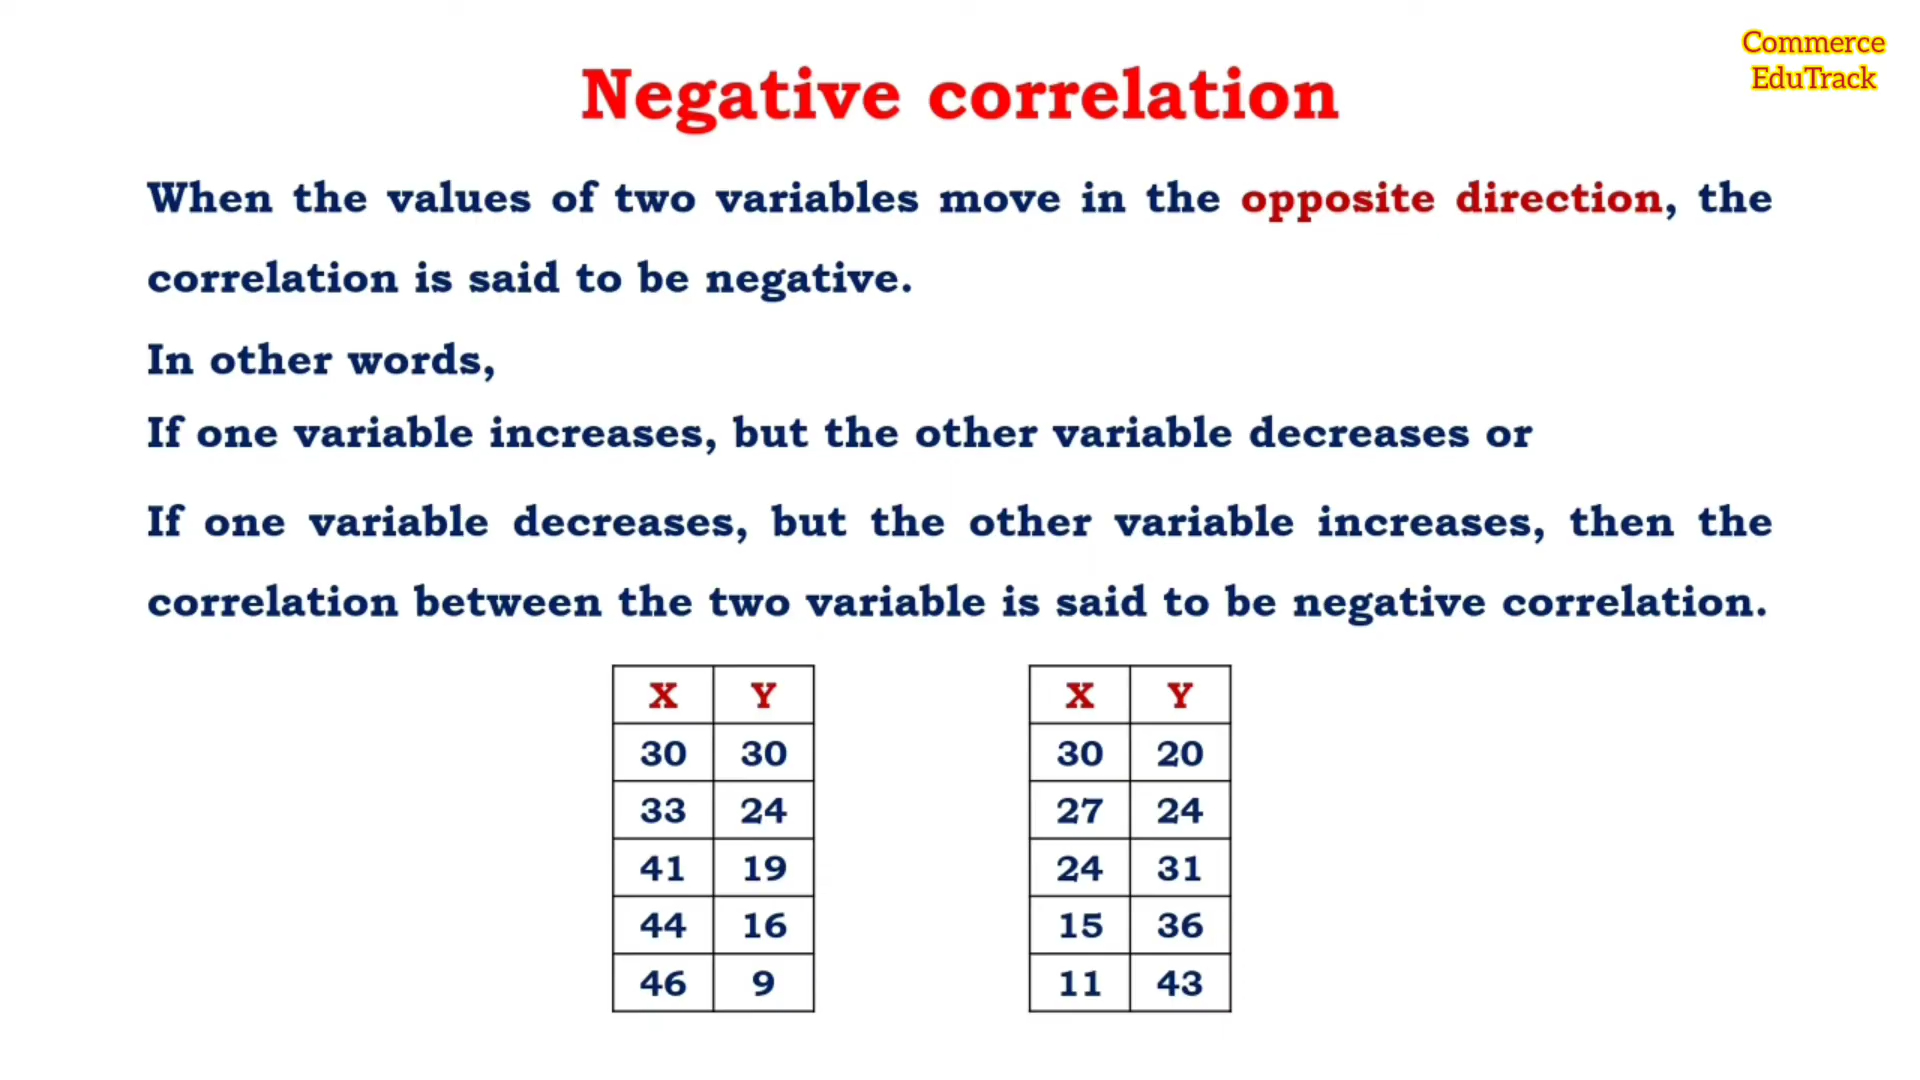 Commerce
EduTrack
Negative correlation
When the values of two variables move in the opposite direction, the
correlation is said to be negative.
In other words,
If one variable increases, but the other variable decreases or
If one variable decreases, but the other variable increases, then the
correlation between the two variable is said to be negative correlation.
X Y
30 30
33 24
41 19
44 16
46 9
X Y
30 20
27 24
24 31
15 36
11 43